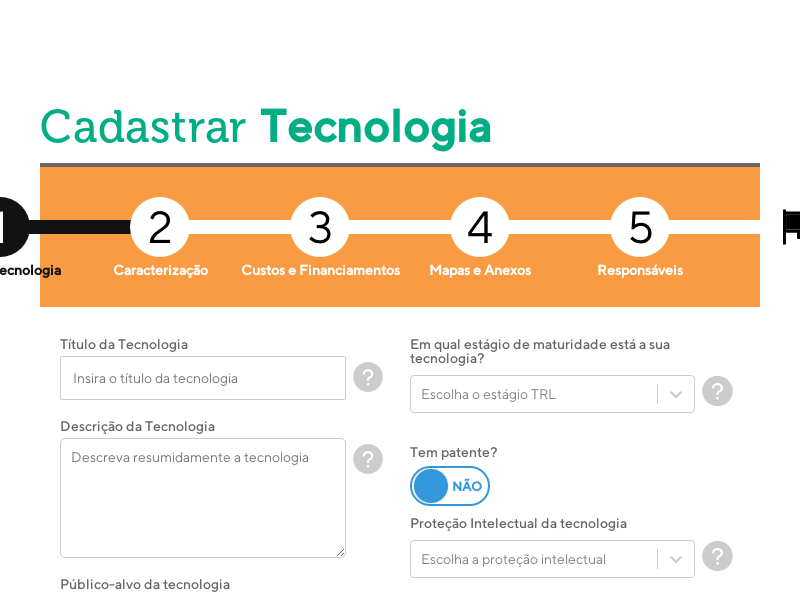 Cadastrar Tecnologia
1 2 3 4 5
ecnologia Caracterização Custos e Financiamentos Mapas e Anexos Responsáveis
Título da Tecnologia
Insira o título da tecnologia
?
Descrição da Tecnologia
Descreva resumidamente a tecnologia
?
Público-alvo da tecnologia
Em qual estágio de maturidade está a sua
tecnologia?
Escolha o estágio TRL
?
Tem patente?
NÃO
Proteção Intelectual da tecnologia
Escolha a proteção intelectual
?